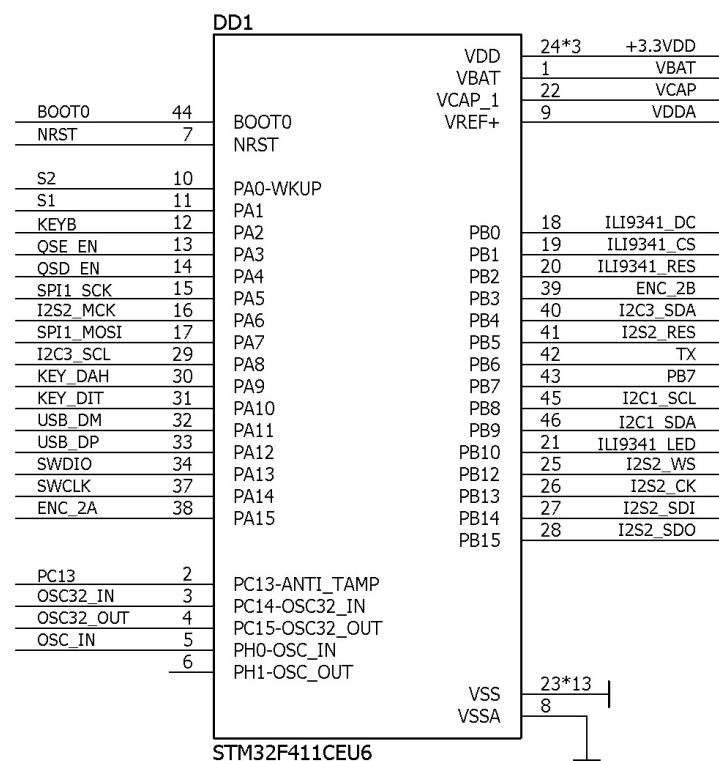 DD1
VDD 24*3 +3.3VDD
VBAT 1 VBAT
VCAP_1 22 VCAP
BOOT0 44 BOOT0 VREF+ 9 VDDA
NRST 7 NRST
S2 10 PA0-WKUP
S1 11 PA1
KEYB 12 PA2 PB0 18 ILI9341_DC
QSE_EN 13 PA3 PB1 19 ILI9341_CS
QSD_EN 14 PA4 PB2 20 ILI9341_RES
SPI1_SCK 15 PA5 PB3 39 ENC_2B
I2S2_MCK 16 PA6 PB4 40 I2C3_SDA
SPI1_MOSI 17 PA7 PB5 41 I2S2_RES
I2C3_SCL 29 PA8 PB6 42 TX
KEY_DAH 30 PA9 PB7 43 PB7
KEY_DIT 31 PA10 PB8 45 I2C1_SCL
USB_DM 32 PA11 PB9 46 I2C1_SDA
USB_DP 33 PA12 PB10 21 ILI9341_LED
SWDIO 34 PA13 PB12 25 I2S2_WS
SWCLK 37 PA14 PB13 26 I2S2_CK
ENC_2A 38 PA15 PB14 27 I2S2_SDI
PB15 28 I2S2_SDO
PC13 2 PC13-ANTI_TAMP
OSC32_IN 3 PC14-OSC32_IN
OSC32_OUT 4 PC15-OSC32_OUT
OSC_IN 5 PH0-OSC_IN
6 PH1-OSC_OUT
VSS 23*13
VSSA 8
STM32F411CEU6